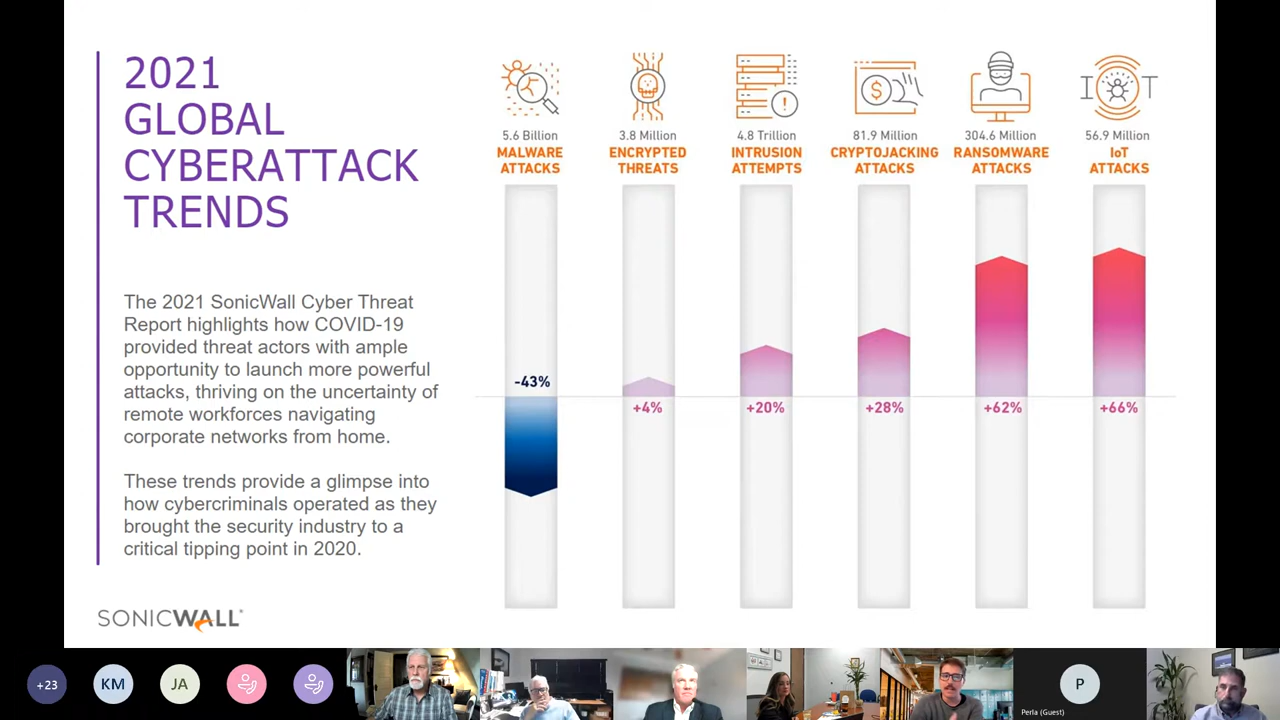 2021
GLOBAL
CYBERATTACK
TRENDS
The 2021 SonicWall Cyber Threat
Report highlights how COVID-19
provided threat actors with ample
opportunity to launch more powerful
attacks, thriving on the uncertainty of
remote workforces navigating
corporate networks from home.
These trends provide a glimpse into
how cybercriminals operated as they
brought the security industry to a
critical tipping point in 2020.
SONICWALL®
5.6 Billion
MALWARE
ATTACKS
-43%
3.8 Million
ENCRYPTED
THREATS
+4%
4.8 Trillion
INTRUSION
ATTEMPTS
+20%
81.9 Million
CRYPTOJACKING
ATTACKS
+28%
304.6 Million
RANSOMWARE
ATTACKS
+62%
I T
56.9 Million
IoT
ATTACKS
+66%
+23
KM
JA
P
Perla (Guest)